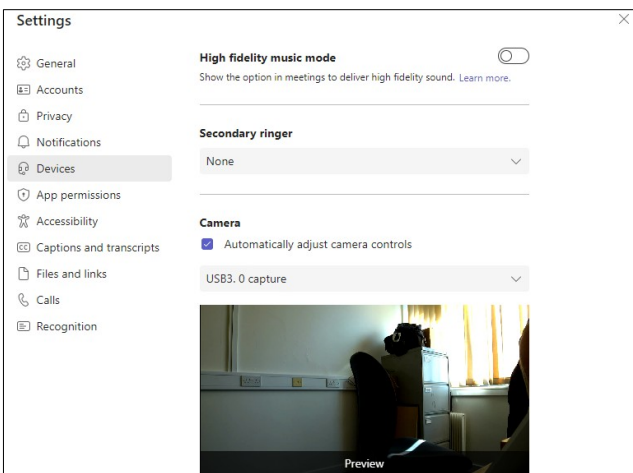 Settings
General
Accounts
Privacy
Notifications
Devices
App permissions
Accessibility
CC Captions and transcripts
Files and links
Calls
Recognition
High fidelity music mode
Show the option in meetings to deliver high fidelity sound. Learn more.
Secondary ringer
None
Camera
Automatically adjust camera controls
USB3. 0 capture
Preview